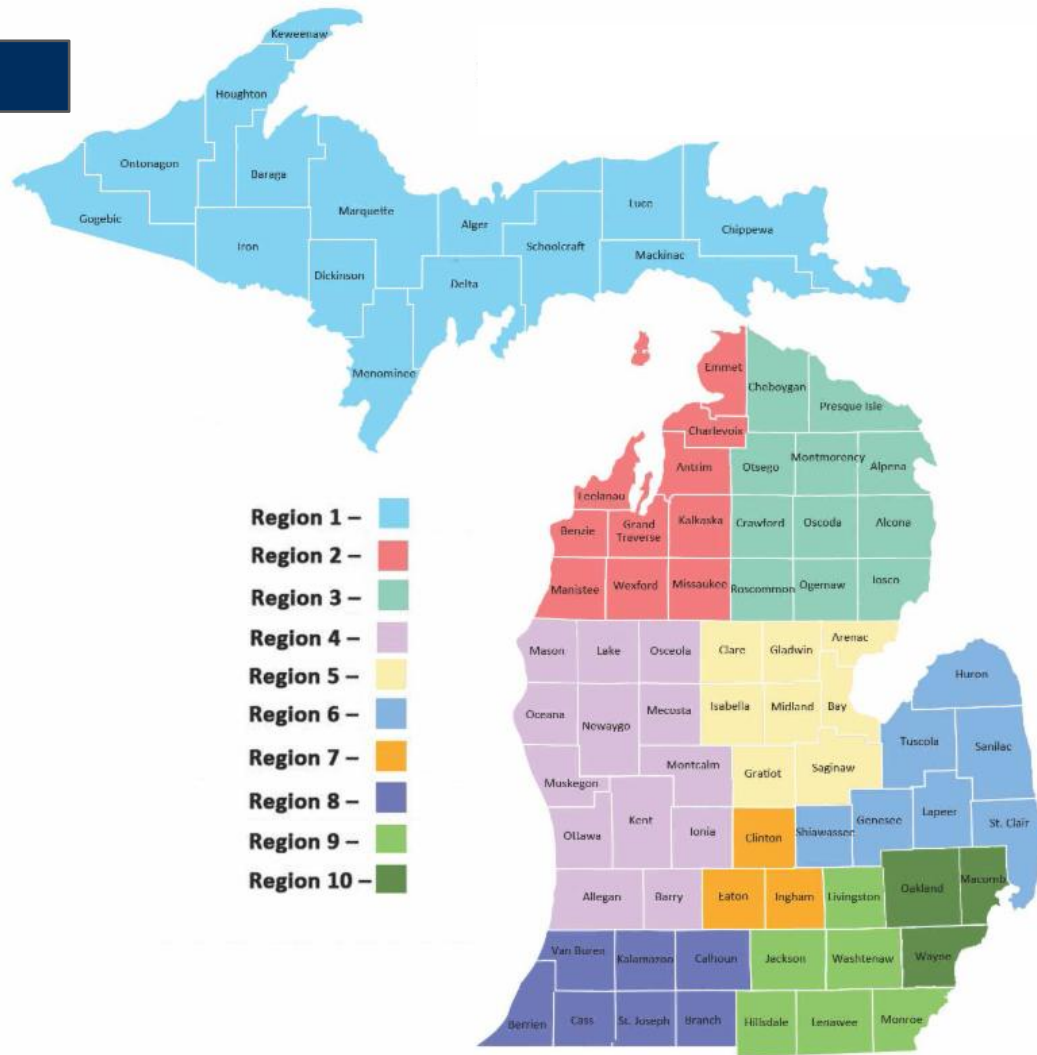 Keweenaw
Houghton
Ontonagon
Baraga
Gogebic
Marquette
Iron
Dickinson
Menominee
Alger
Delta
Schoolcraft
Luce
Mackinac
Chippewa
Emmet
Cheboygan
Presque Isle
Charlevoix
Antrim
Otsego
Montmorency
Alpena
Leelanau
Benzie
Grand
Traverse
Kalkaska
Crawford
Oscoda
Alcona
Manistee
Wexford
Missaukee
Roscommon
Ogemaw
Iosco
Region 1 –
Region 2 –
Region 3 –
Region 4 –
Region 5 –
Region 6 –
Region 7 –
Region 8 –
Region 9 –
Region 10 –
Mason
Lake
Osceola
Clare
Gladwin
Arenac
Huron
Oceana
Newaygo
Mecosta
Isabella
Midland
Bay
Tuscola
Sanilac
Muskegon
Montcalm
Gratiot
Saginaw
Ottawa
Kent
Ionia
Clinton
Shiawassee
Genesee
Lapeer
St. Clair
Allegan
Barry
Eaton
Ingham
Livingston
Oakland
Macomb
Van Buren
Kalamazoo
Calhoun
Jackson
Washtenaw
Wayne
Berrien
Cass
St. Joseph
Branch
Hillsdale
Lenawee
Monroe